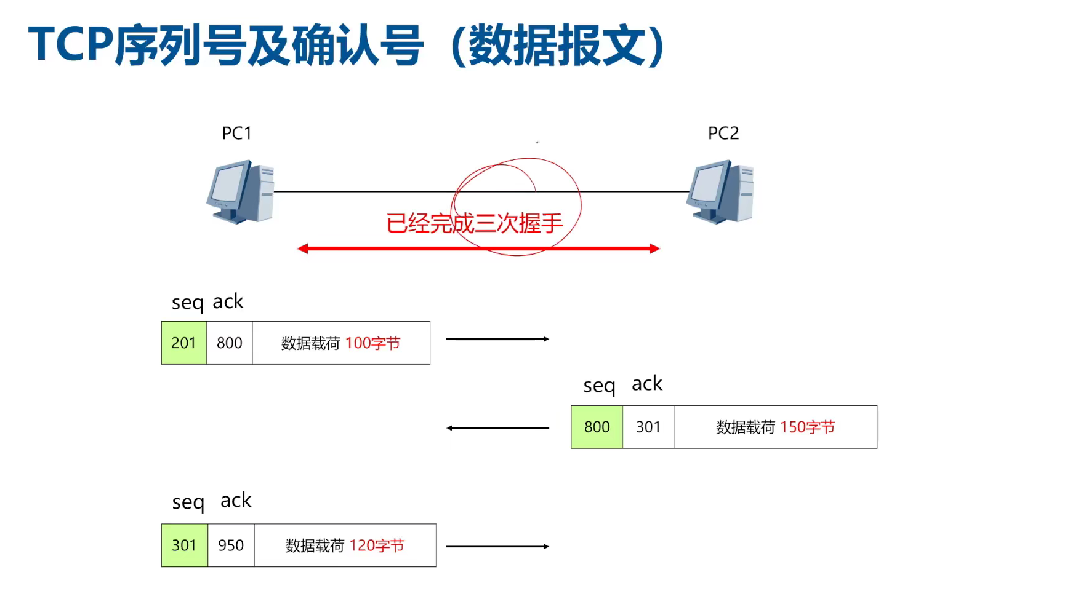 TCP序列号及确认号（数据报文）
PC1
PC2
已经完成三次握手
seq ack
201 800 数据载荷 100字节
seq ack
800 301 数据载荷 150字节
seq ack
301 950 数据载荷 120字节